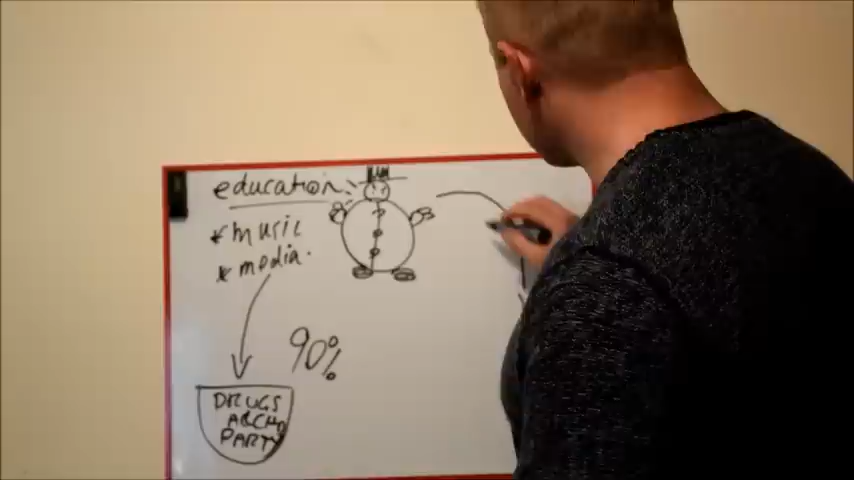 education:
* music
* media.
90%
DRUGS
ALCHO
PARTY